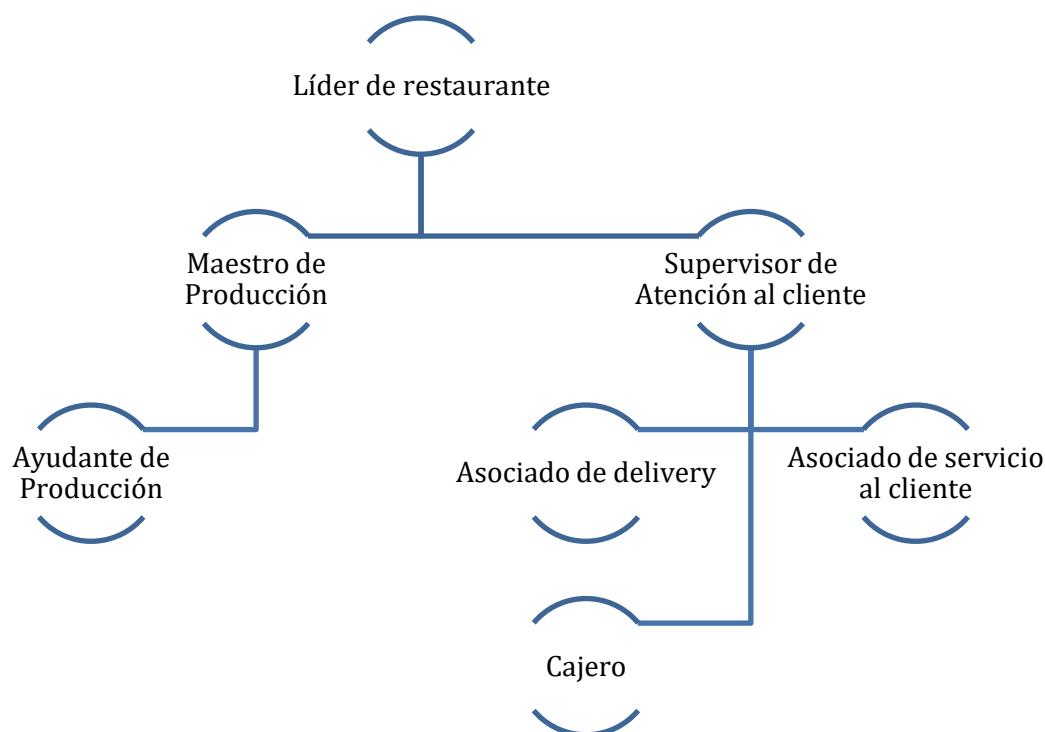 Líder de restaurante
Maestro de
Producción
Supervisor de
Atención al cliente
Ayudante de
Producción
Asociado de delivery
Asociado de servicio
al cliente
Cajero